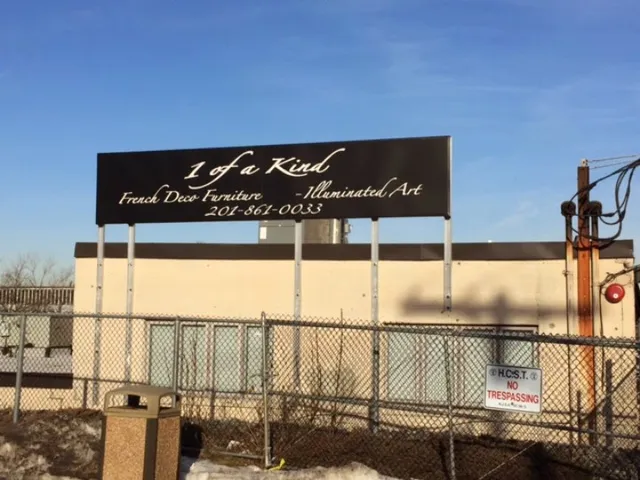 1 of a Kind
French Deco Furniture -Illuminated Art
201-861-0033
H.C.S.T.
NO
TRESPASSING